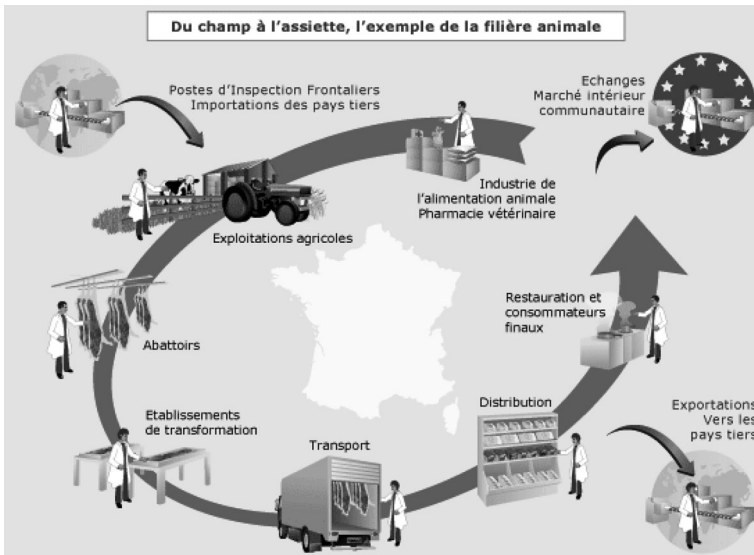 Du champ à l’assiette, l’exemple de la filière animale
Postes d’Inspection Frontaliers
Importations des pays tiers
Echanges
Marché intérieur
communautaire
Industrie de
l’alimentation animale
Pharmacie vétérinaire
Exploitations agricoles
Abattoirs
Etablissements
de transformation
Transport
Distribution
Restauration et
consommateurs
finaux
Exportations
Vers les
pays tiers